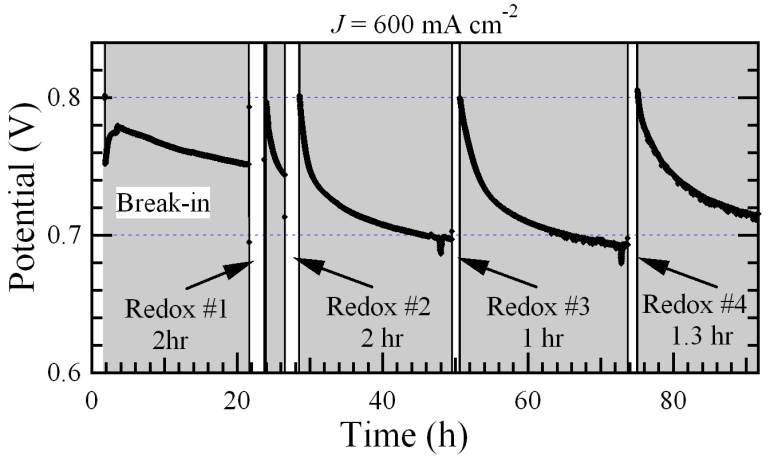 J = 600 mA cm-2
0.8
0.7
0.6
Potential (V)
Break-in
Redox #1
2hr
Redox #2
2 hr
Redox #3
1 hr
Redox #4
1.3 hr
0 20 40 60 80
Time (h)